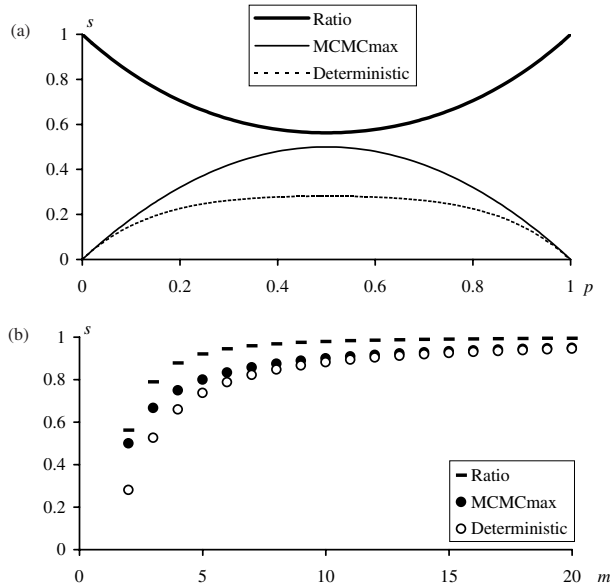 (a)
s
Ratio
MCMCmax
Deterministic
1
0.8
0.6
0.4
0.2
0
0 0.2 0.4 0.6 0.8 1 p
(b)
s
1
0.8
0.6
0.4
0.2
0
Ratio
MCMCmax
Deterministic
0 5 10 15 20 m